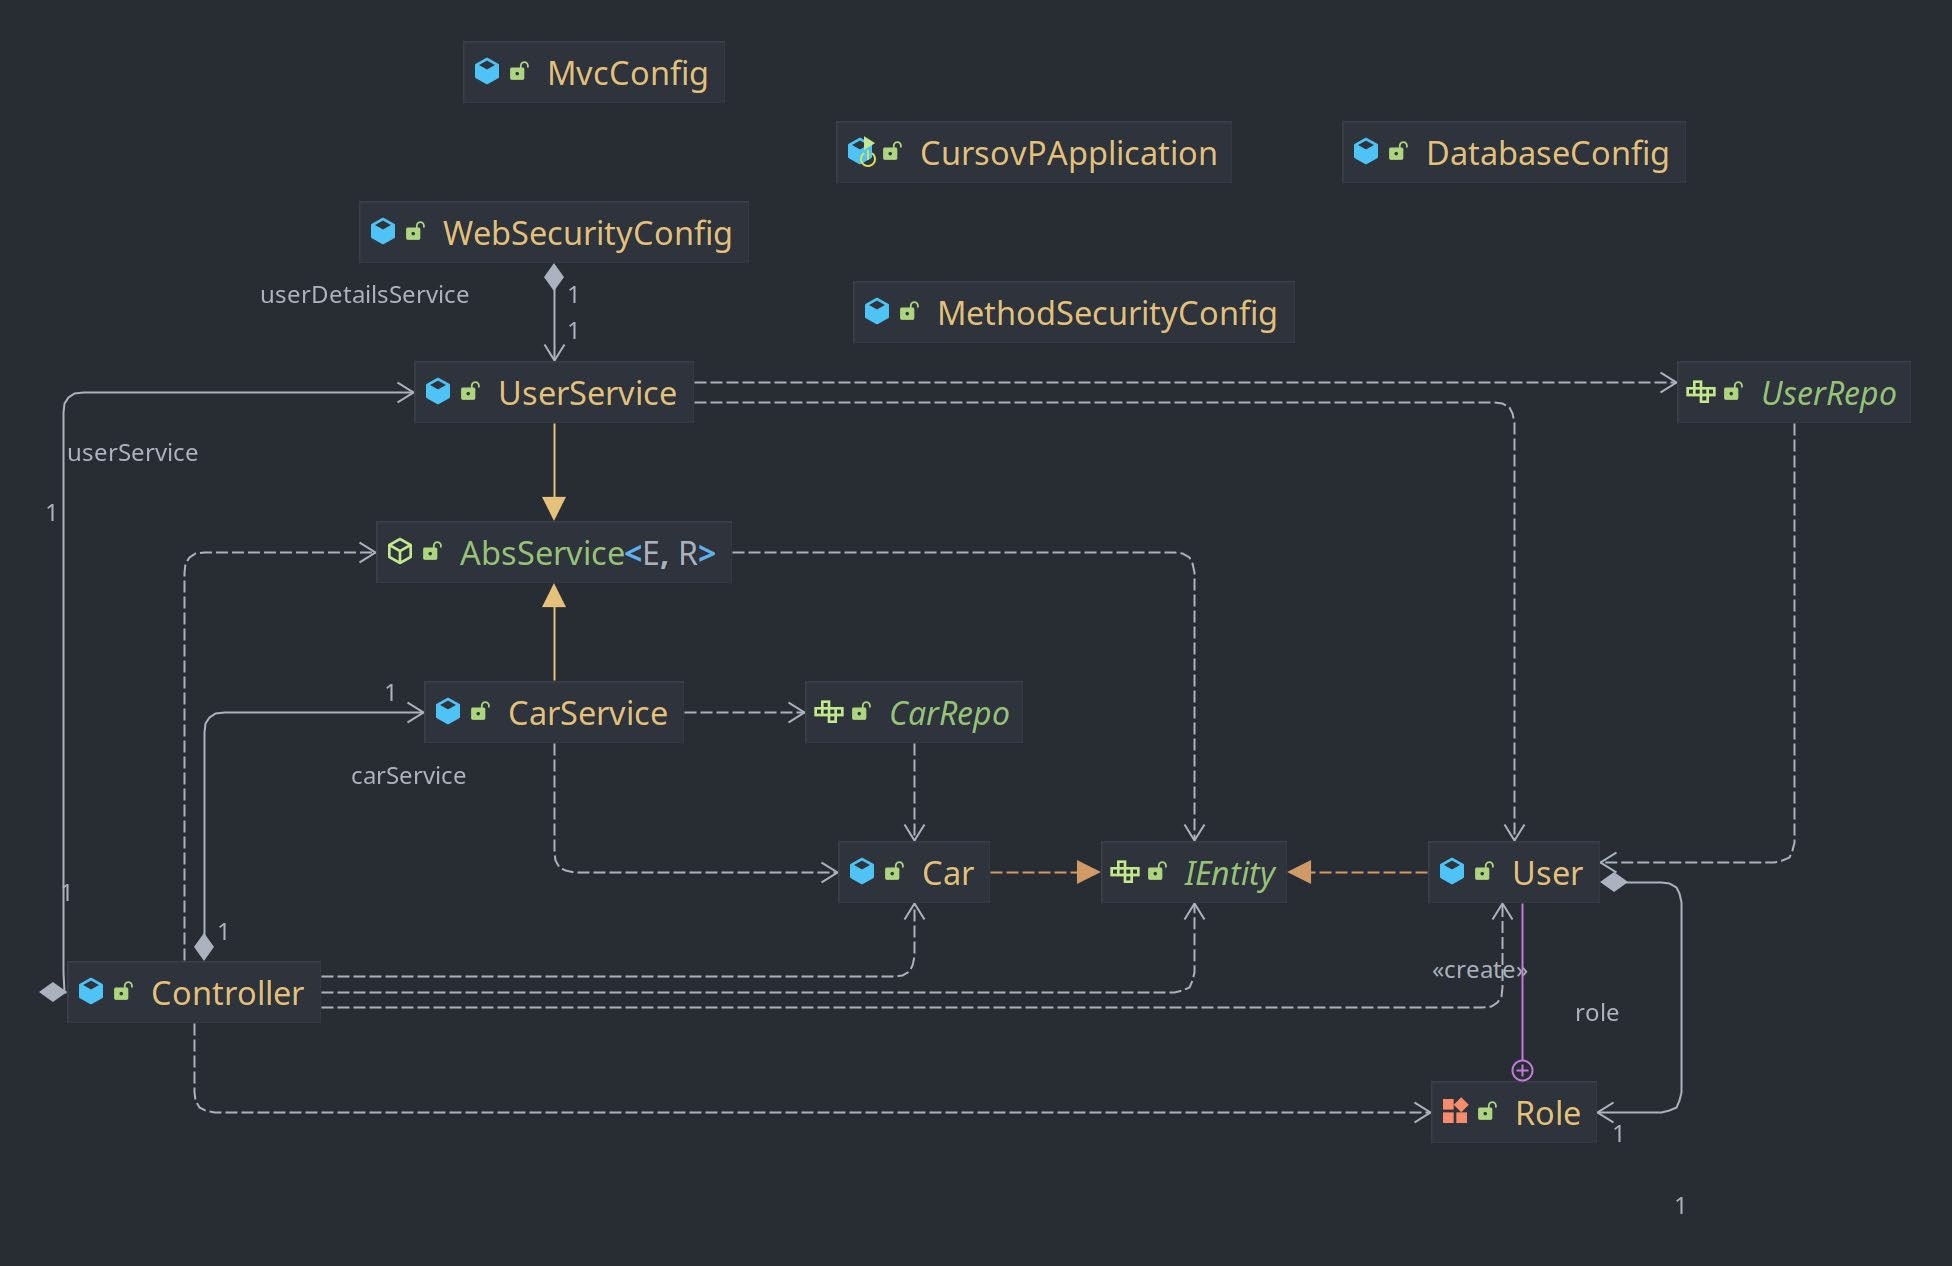 MvcConfig
CursovPApplication
DatabaseConfig
WebSecurityConfig
userDetailsService
1
1
MethodSecurityConfig
UserService
UserRepo
userService
1
AbsService<E, R>
1
CarService
CarRepo
carService
Car
IEntity
User
1
1
Controller
«create»
role
Role
1
1